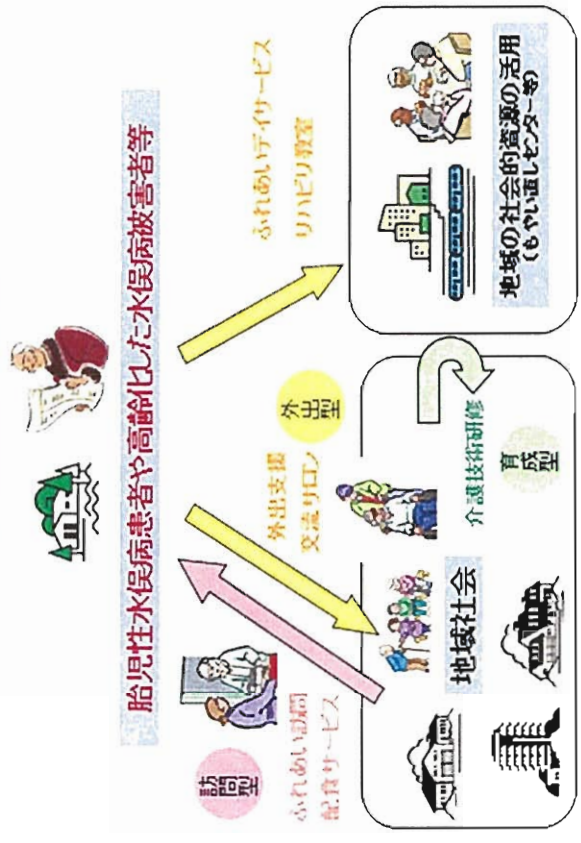 胎児性水俣病患者や高齢化した水俣病被害者等
訪問型
ふれあい訪問
配食サービス
外出支援
交流サロン
外出型
ふれあいデイサービス
リハビリ教室
地域社会
介護技術研修
育成型
地域の社会的資源の活用
（もやい直しセンター等）